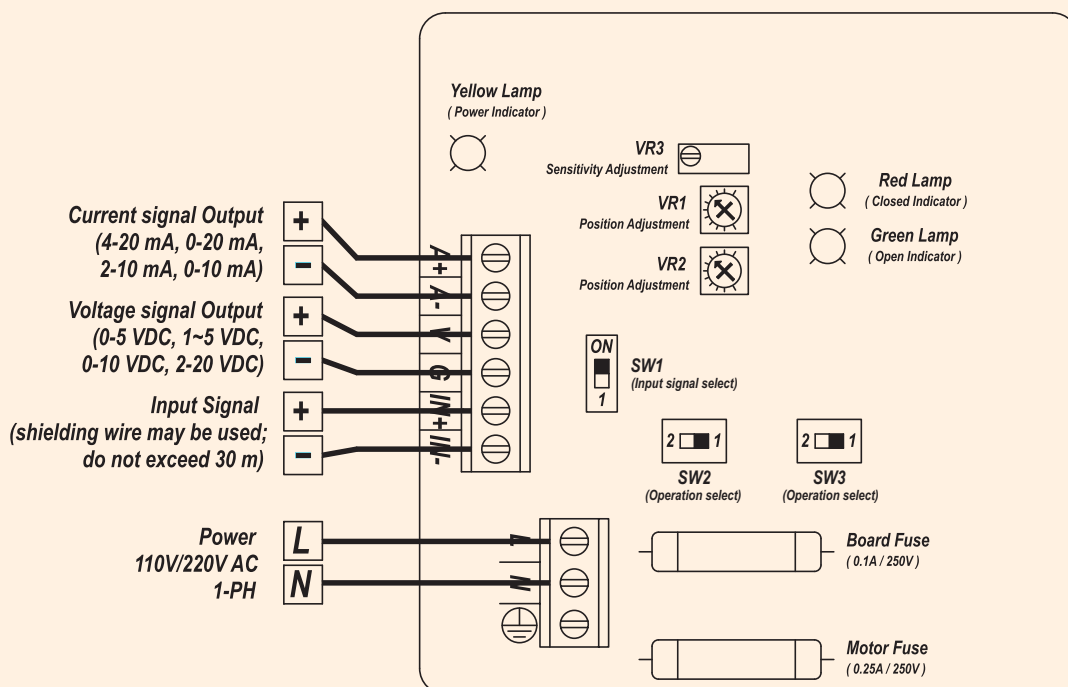 Yellow Lamp
( Power Indicator )
VR3
Sensitivity Adjustment
VR1
Position Adjustment
VR2
Position Adjustment
Red Lamp
( Closed Indicator )
Green Lamp
( Open Indicator )
Current signal Output
(4-20 mA, 0-20 mA,
2-10 mA, 0-10 mA)
+
-
Voltage signal Output
(0-5 VDC, 1~5 VDC,
0-10 VDC, 2-20 VDC)
+
-
Input Signal
(shielding wire may be used;
do not exceed 30 m)
+
-
A+
A-
V
G
IN+
IN-
ON
1
SW1
(Input signal select)
2 1
SW2
(Operation select)
2 1
SW3
(Operation select)
Power
110V/220V AC
1-PH
L
N
L
N
Board Fuse
( 0.1A / 250V )
Motor Fuse
( 0.25A / 250V )